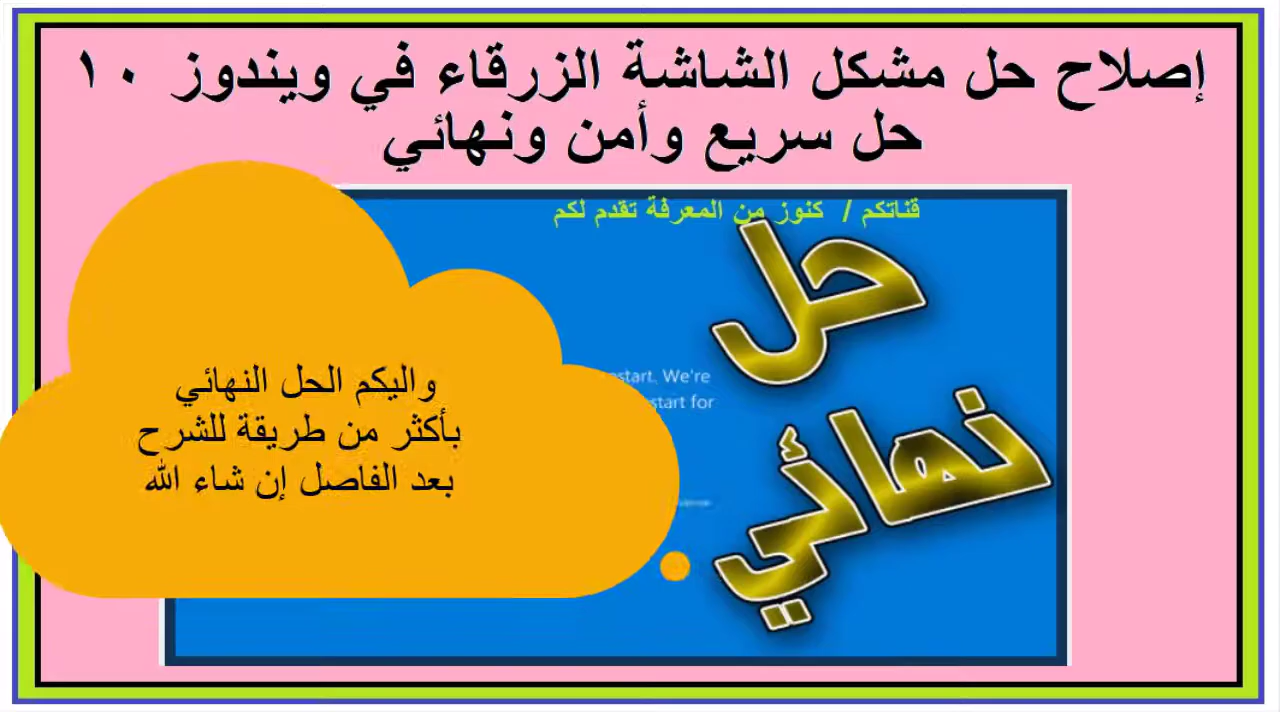 إصلاح حل مشكل الشاشة الزرقاء في ويندوز ١٠
حل سريع وأمن ونهائي
قناتكم / كنوز من المعرفة تقدم لكم
حل
نهائي
start. We're
start for
واليكم الحل النهائي
بأكثر من طريقة للشرح
بعد الفاصل إن شاء الله